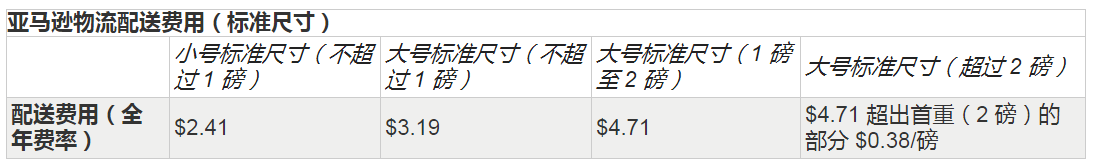 亚马逊物流配送费用（标准尺寸）
小号标准尺寸（不超过 1 磅）
大号标准尺寸（不超过 1 磅）
大号标准尺寸（1 磅至 2 磅）
大号标准尺寸（超过 2 磅）
配送费用（全年费率）
$2.41
$3.19
$4.71
$4.71 超出首重（2 磅）的部分 $0.38/磅